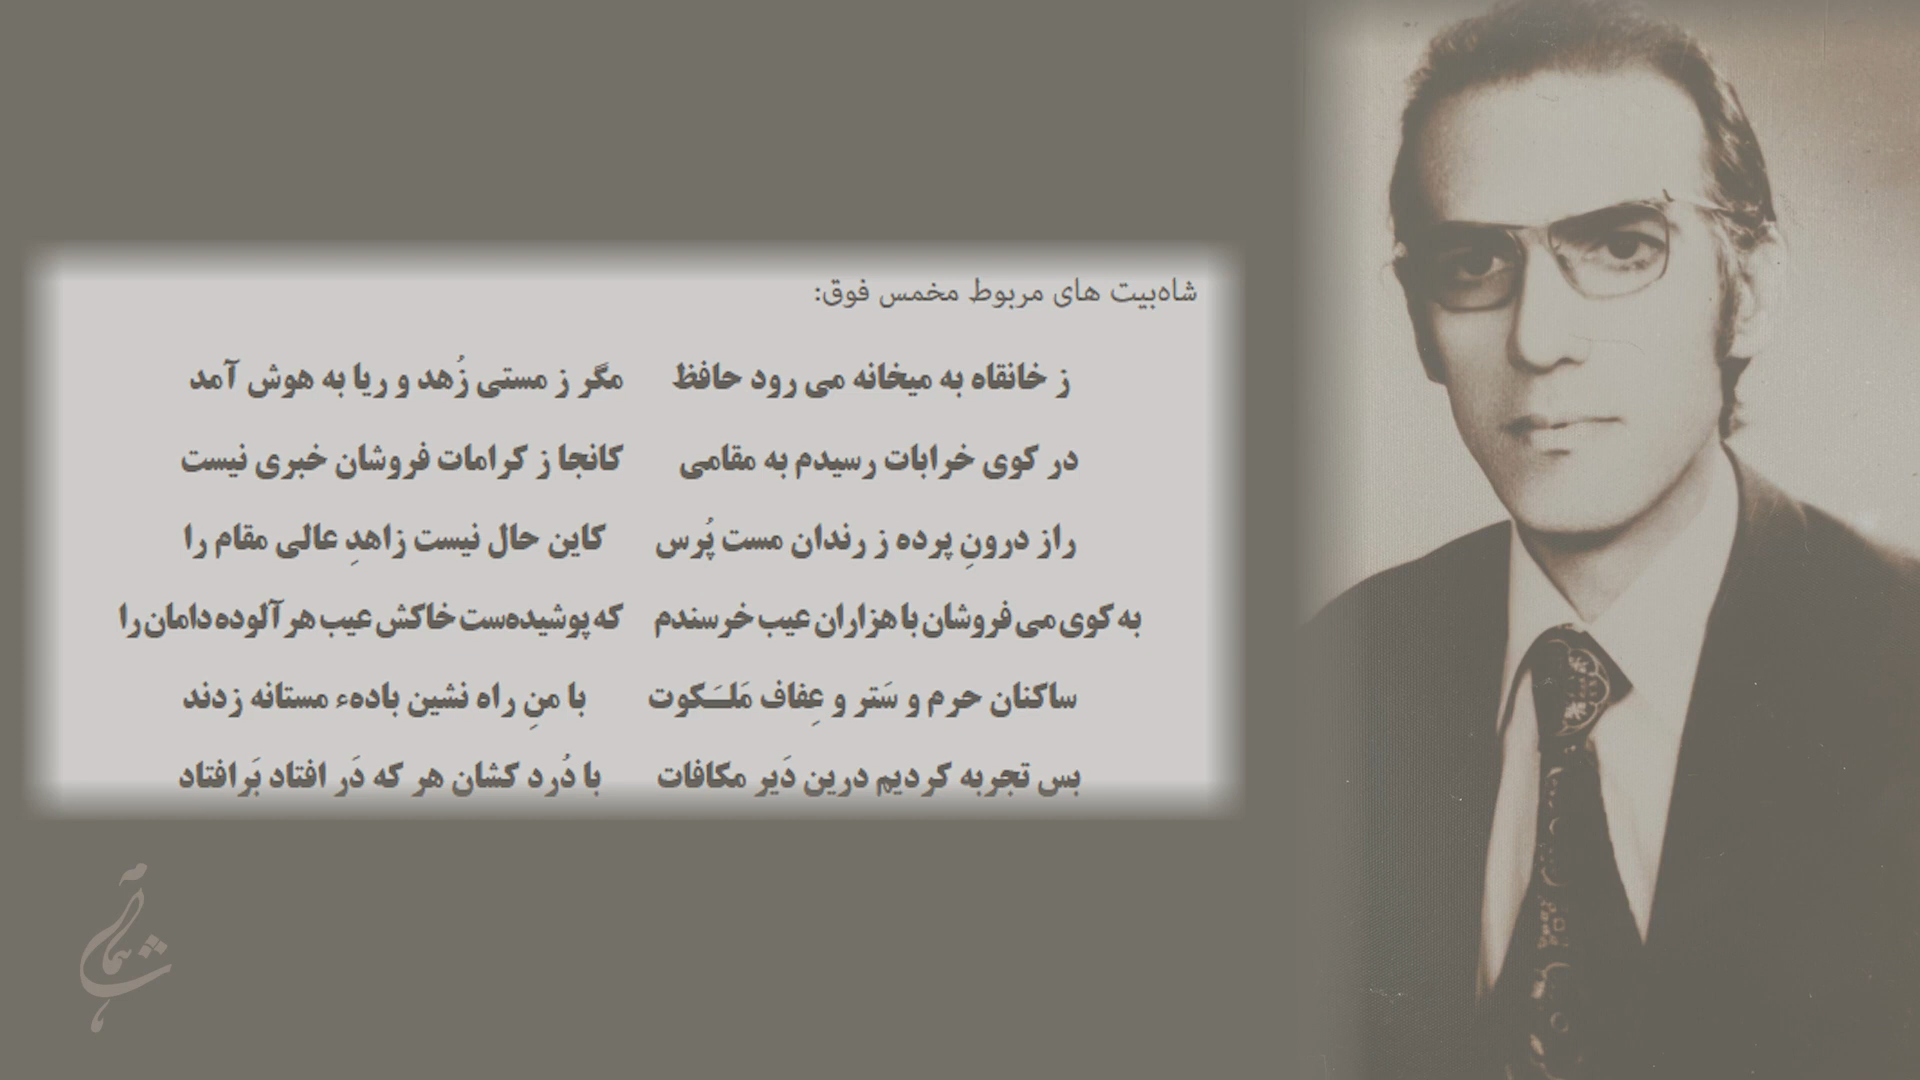 شاه‌بیت های مربوط مخمس فوق:
ز خانقاه به میخانه می رود حافظ مگر ز مستی زُهد و ریا به هوش آمد
در کوی خرابات رسیدم به مقامی کانجا ز کرامات فروشان خبری نیست
راز درونِ پرده ز رندان مست پُرس کاین حال نیست زاهدِ عالی مقام را
به کوی می فروشان با هزاران عیب خرسندم که پوشیده‌ست خاکش عیب هر آلوده دامان را
ساکنان حرم و سَتر و عِفاف مَلـَـکوت با منِ راه نشین بادهء مستانه زدند
بس تجربه کردیم درین دَیر مکافات با دُرد کشان هر که دَر افتاد بَرافتاد